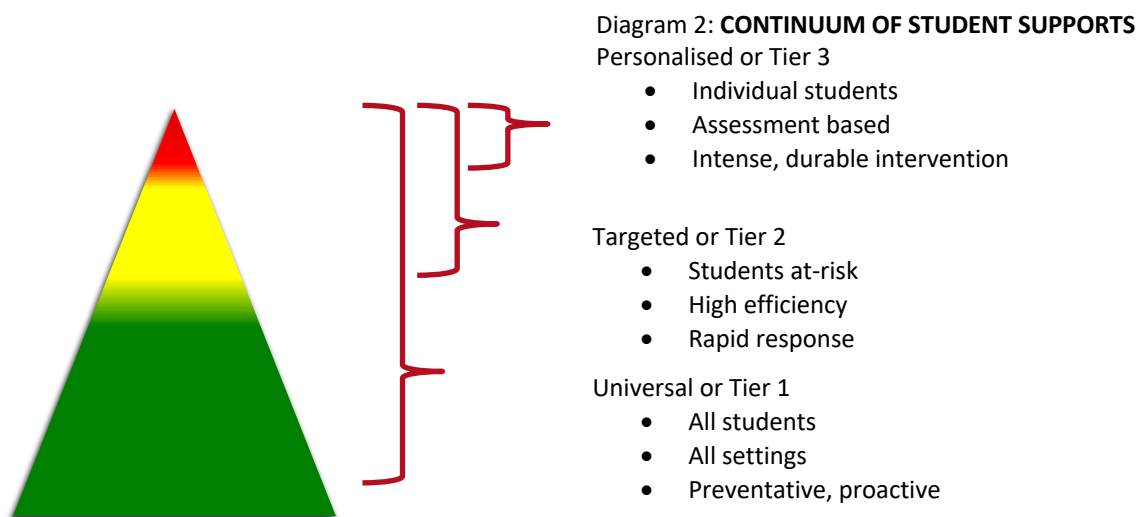 Diagram 2: CONTINUUM OF STUDENT SUPPORTS
Personalised or Tier 3
• Individual students
• Assessment based
• Intense, durable intervention
Targeted or Tier 2
• Students at-risk
• High efficiency
• Rapid response
Universal or Tier 1
• All students
• All settings
• Preventative, proactive